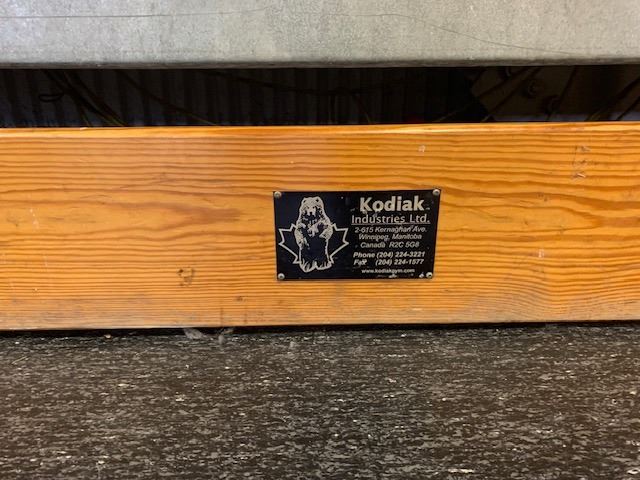 Kodiak
Industries Ltd.
2-615 Kernaghan Ave.
Winnipeg, Manitoba
Canada R2C 5G8
Phone (204) 224-3221
Fax (204) 224-1577
www.kodiakgym.com